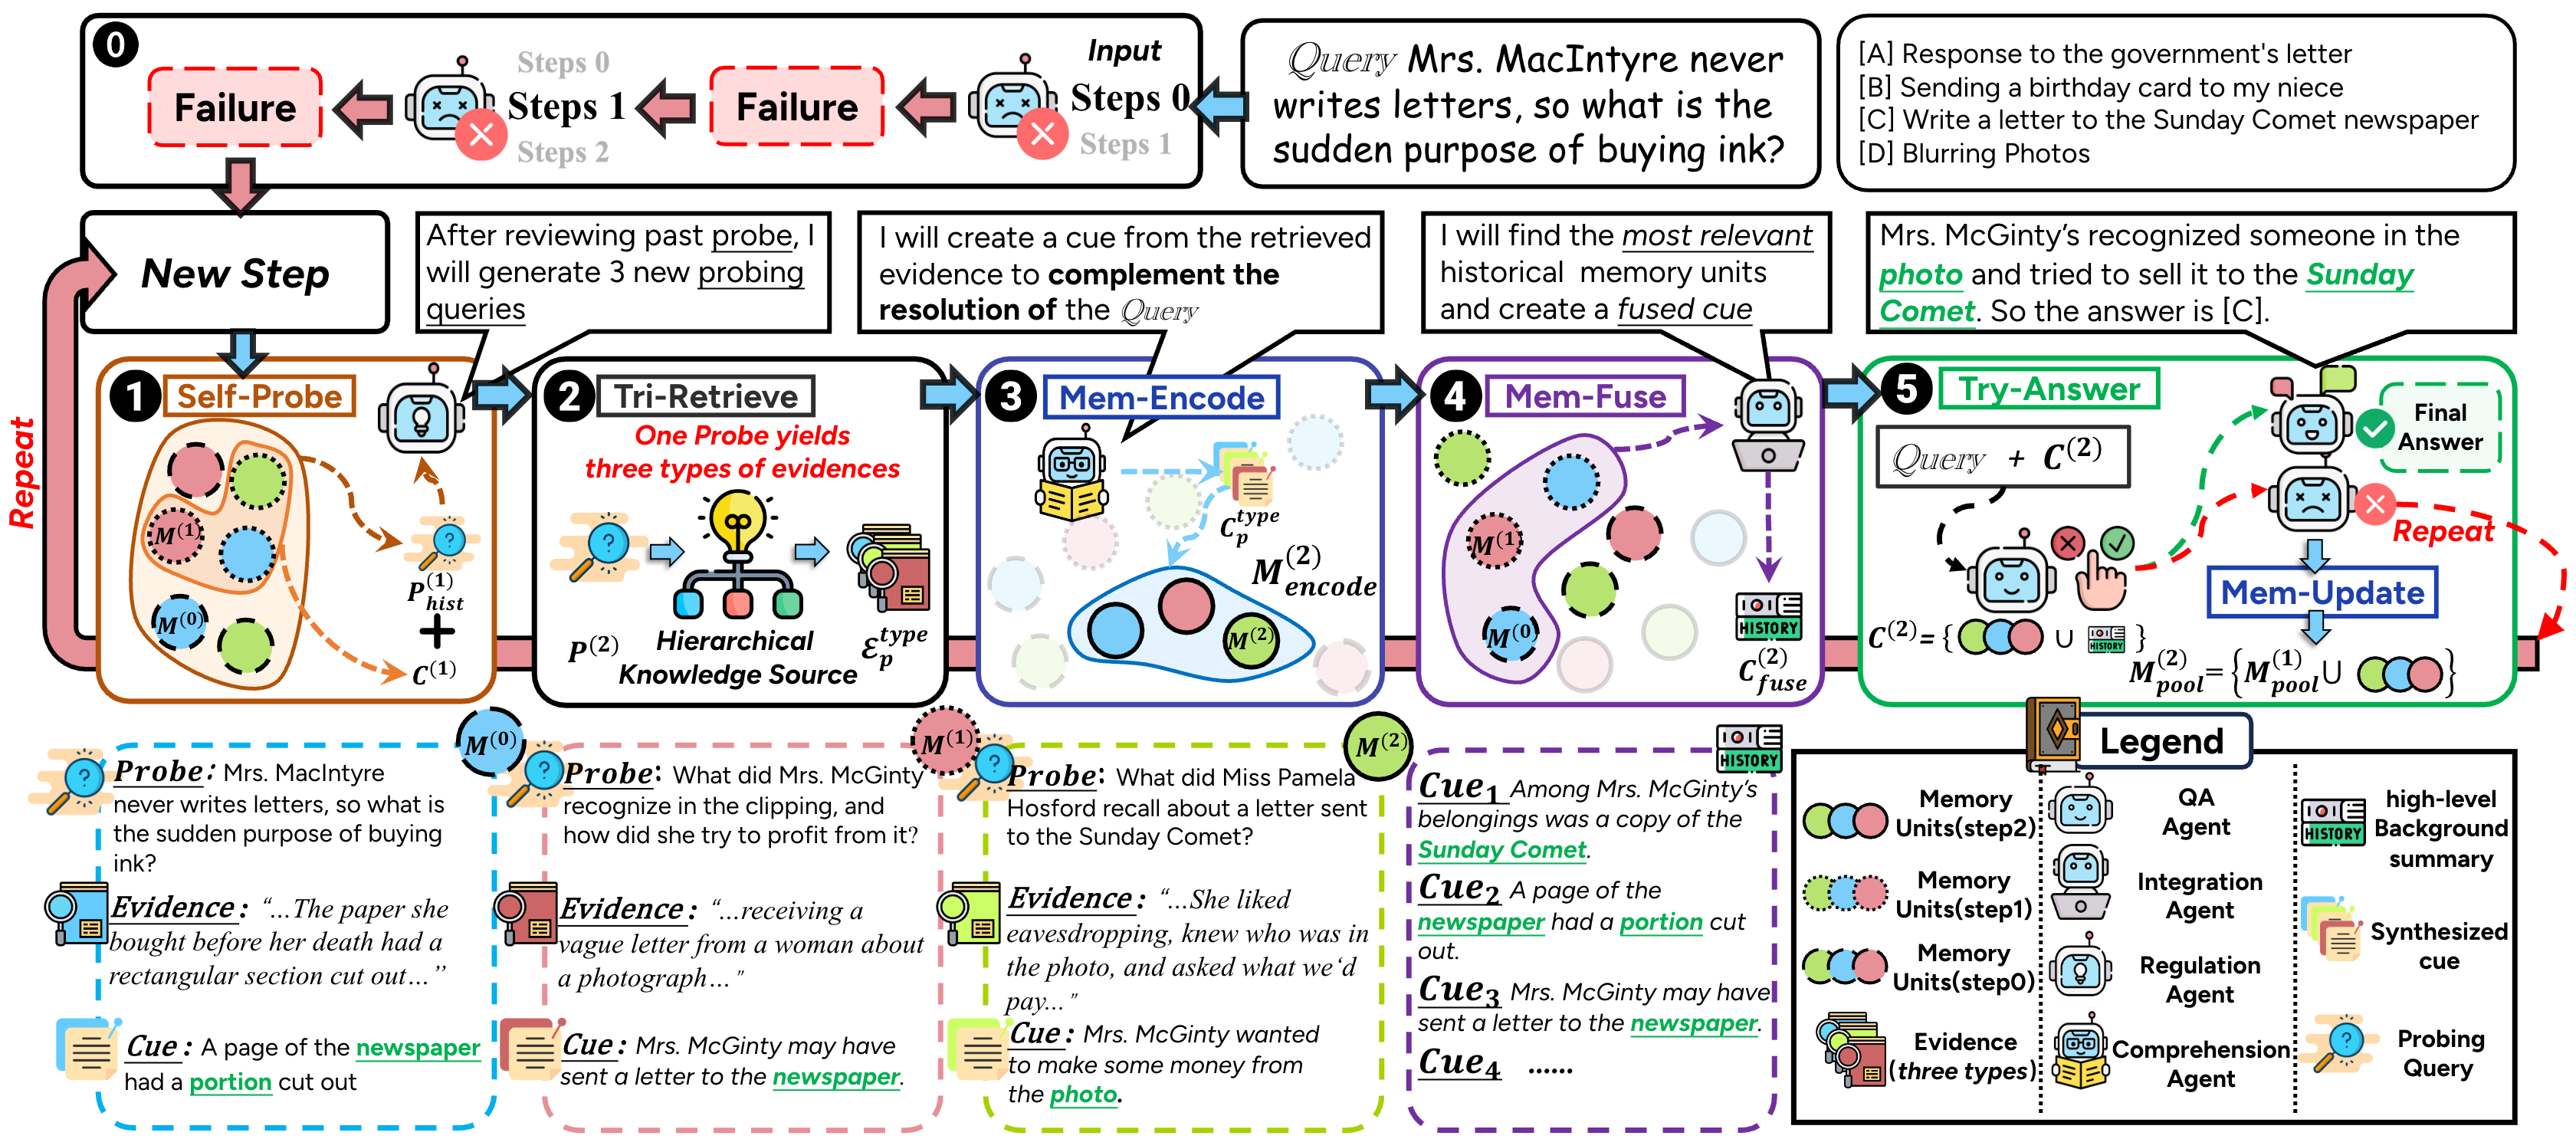 0
Failure
Steps 0
Steps 1
Steps 2
Failure
Input
Steps 0
Steps 1
Query Mrs. MacIntyre never
writes letters, so what is the
sudden purpose of buying ink?
[A] Response to the government's letter
[B] Sending a birthday card to my niece
[C] Write a letter to the Sunday Comet newspaper
[D] Blurring Photos
New Step
After reviewing past probe, I
will generate 3 new probing
queries
I will create a cue from the retrieved
evidence to complement the
resolution of the Query
I will find the most relevant
historical memory units
and create a fused cue
Mrs. McGinty’s recognized someone in the
photo and tried to sell it to the Sunday
Comet. So the answer is [C].
Repeat
1 Self-Probe
M^(1)
M^(0)
P_hist^(1)
+
C^(1)
2 Tri-Retrieve
One Probe yields
three types of evidences
P^(2)
Hierarchical
Knowledge Source
ℰ_p^type
3 Mem-Encode
C_p^type
M_encode^(2)
M^(2)
4 Mem-Fuse
M^(1)
M^(0)
HISTORY
C_fuse^(2)
5 Try-Answer
Query + C^(2)
Final
Answer
Repeat
Mem-Update
C^(2)= { ∪ HISTORY }
M_pool^(2)= {M_pool^(1)∪ }
M^(0)
Probe: Mrs. MacIntyre
never writes letters, so what is
the sudden purpose of buying
ink?
Evidence: “...The paper she
bought before her death had a
rectangular section cut out...”
Cue: A page of the newspaper
had a portion cut out
M^(1)
Probe: What did Mrs. McGinty
recognize in the clipping, and
how did she try to profit from it?
Evidence: “...receiving a
vague letter from a woman about
a photograph...”
Cue: Mrs. McGinty may have
sent a letter to the newspaper.
M^(2)
Probe: What did Miss Pamela
Hosford recall about a letter sent
to the Sunday Comet?
Evidence: “...She liked
eavesdropping, knew who was in
the photo, and asked what we‘d
pay...”
Cue: Mrs. McGinty wanted
to make some money from
the photo.
HISTORY
Cue1 Among Mrs. McGinty’s
belongings was a copy of the
Sunday Comet.
Cue2 A page of the
newspaper had a portion cut
out.
Cue3 Mrs. McGinty may have
sent a letter to the newspaper.
Cue4 ......
Legend
Memory
Units(step2)
Memory
Units(step1)
Memory
Units(step0)
Evidence
(three types)
QA
Agent
Integration
Agent
Regulation
Agent
Comprehension
Agent
HISTORY
high-level
Background
summary
Synthesized
cue
Probing
Query